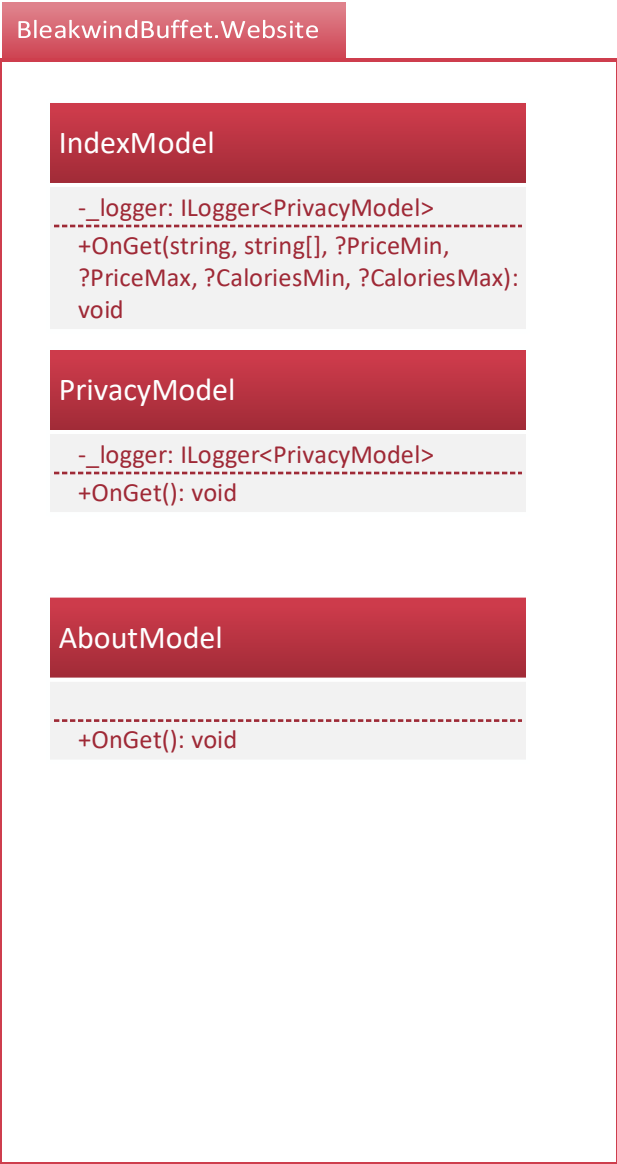 BleakwindBuffet.Website
IndexModel
-_logger: ILogger<PrivacyModel>
+OnGet(string, string[], ?PriceMin,
?PriceMax, ?CaloriesMin, ?CaloriesMax):
void
PrivacyModel
-_logger: ILogger<PrivacyModel>
+OnGet(): void
AboutModel
+OnGet(): void